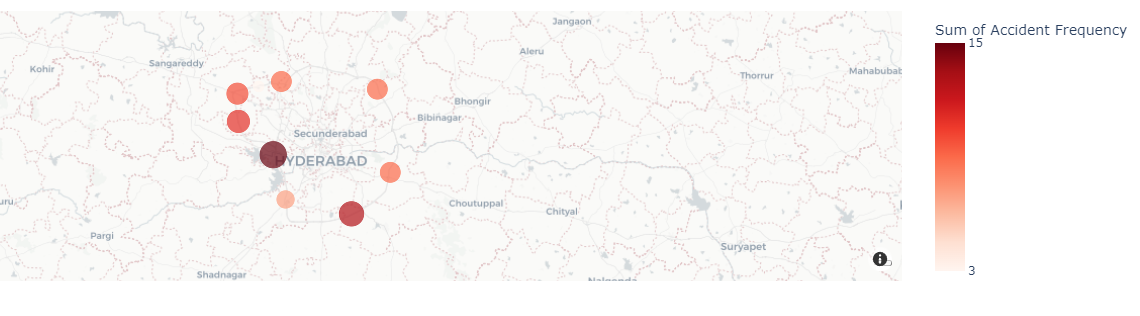 Jangaon
Aleru
Sangareddy
Kohir
Thorrur
Mahabubat
Bhongir
Bibinagar
Secunderabad
HYDERABAD
Choutuppal
Chityal
Pargi
Suryapet
Shadnagar
Sum of Accident Frequency
15
3